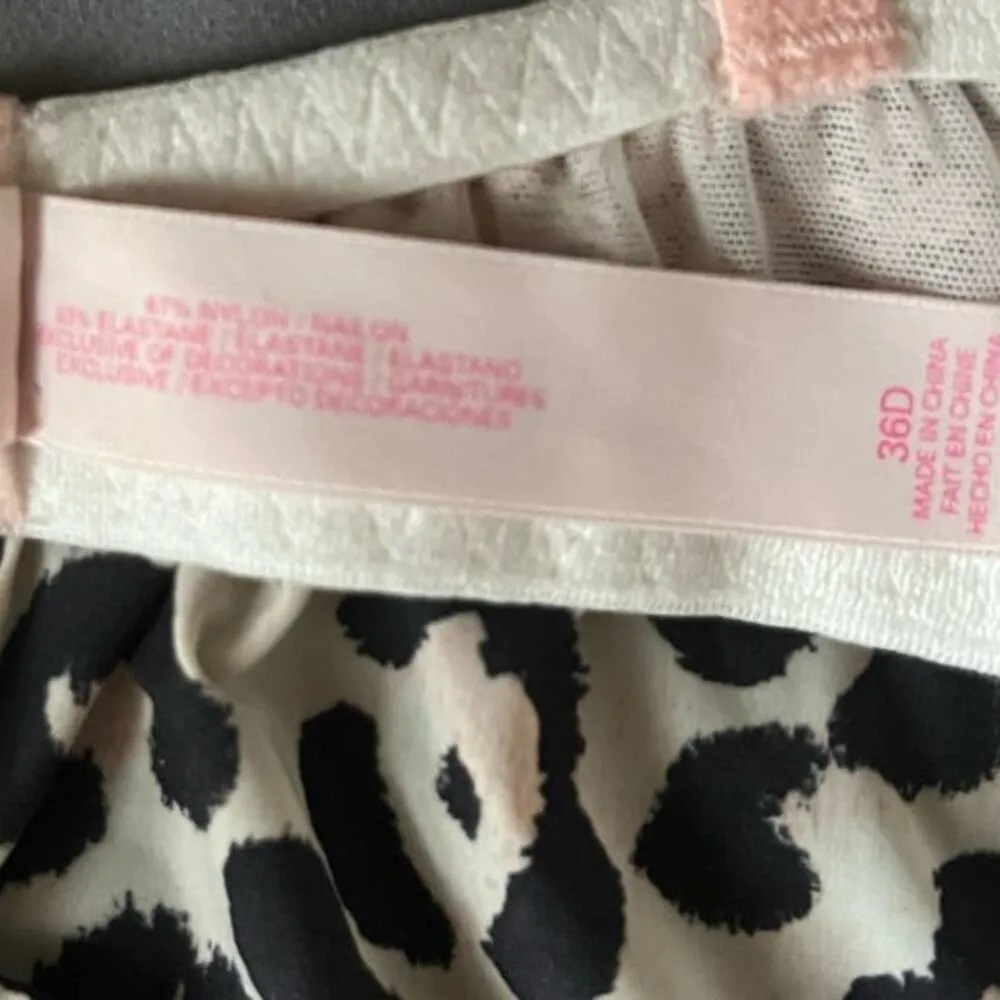 47% NYLON / NAILON
ELASTANE / ELASTANE / ELASTANO
EXCLUSIVE OF DECORATIONS / GARNITURES
EXCLUSIVE / EXCEPTO DECORACIONES
36D
MADE IN CHINA
FAIT EN CHINE
HECHO EN CHINA